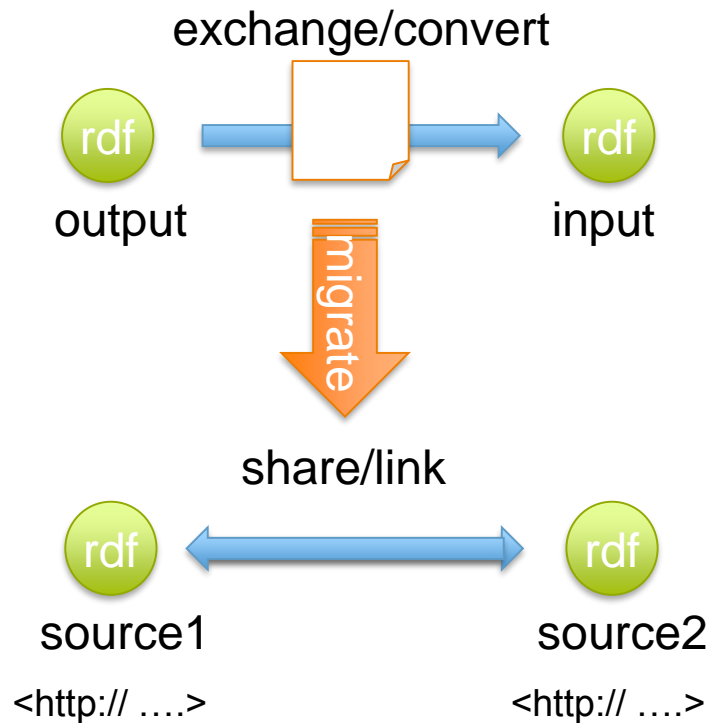 exchange/convert
rdf
rdf
output
input
migrate
share/link
rdf
rdf
source1
source2
<http:// ....>
<http:// ....>